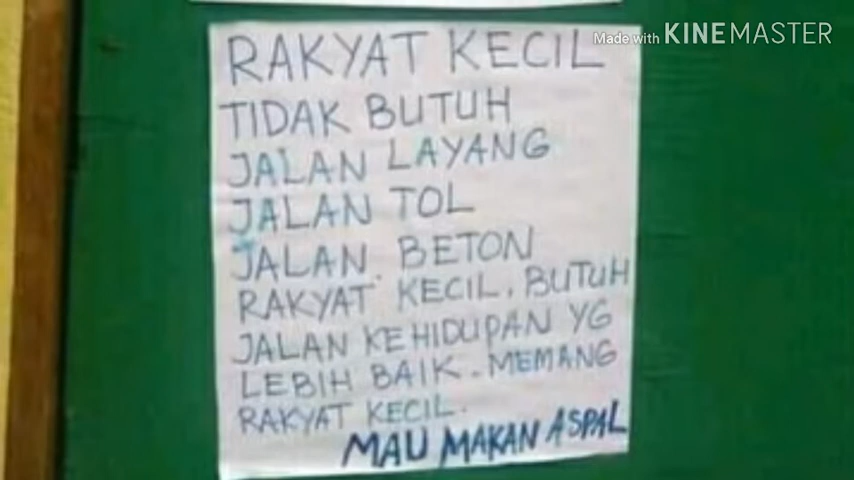 Made with KINEMASTER
RAKYAT KECIL
TIDAK BUTUH
JALAN LAYANG
JALAN TOL
JALAN. BETON
RAKYAT KECIL. BUTUH
JALAN KEHIDUPAN YG
LEBIH BAIK. MEMANG
RAKYAT KECIL.
MAU MAKAN ASPAL